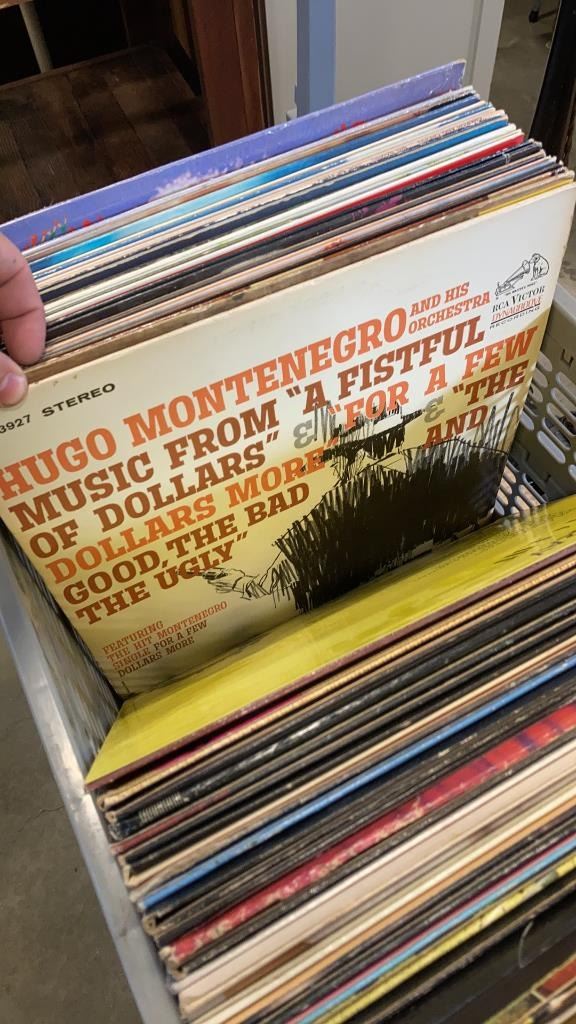 3927 STEREO
HUGO MONTENEGRO AND HIS ORCHESTRA
MUSIC FROM "A FISTFUL
OF DOLLARS" & "FOR A FEW
DOLLARS MORE" & "THE
GOOD, THE BAD AND
THE UGLY"
FEATURING
THE HIT MONTENEGRO
SINGLE FOR A FEW
DOLLARS MORE
RCA VICTOR
DYNAGROOVE
RECORDING